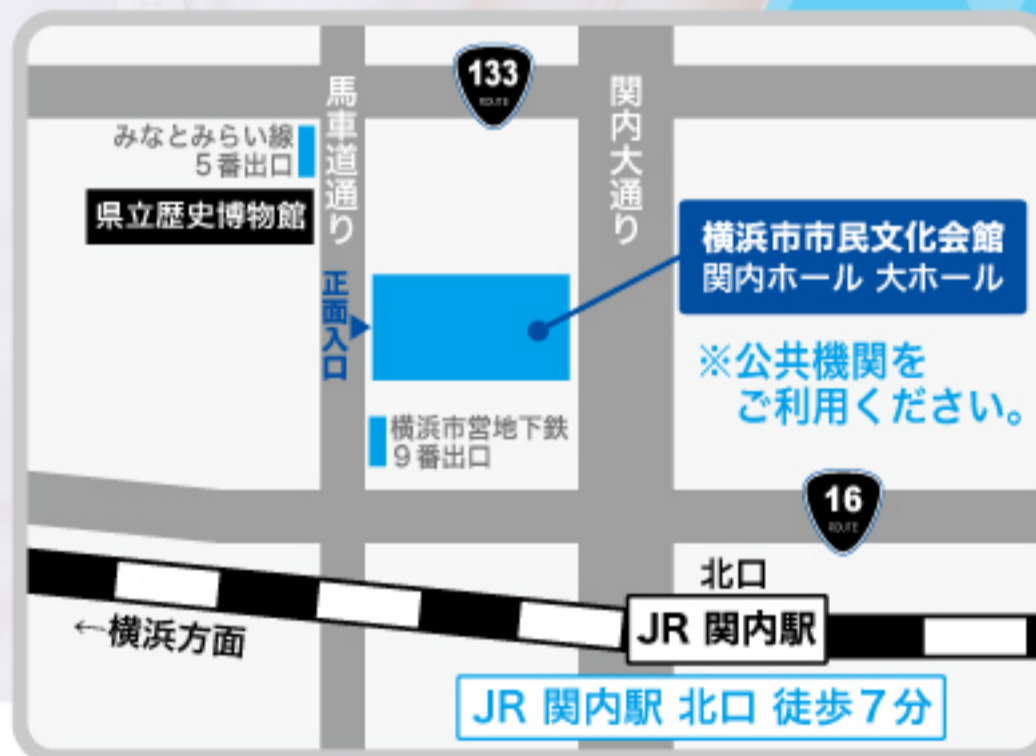 133
ROUTE
馬車道通り
関内大通り
みなとみらい線
5番出口
県立歴史博物館
横浜市市民文化会館
関内ホール 大ホール
正面入口
※公共機関を
ご利用ください。
横浜市営地下鉄
9番出口
16
ROUTE
北口
JR 関内駅
←横浜方面
JR 関内駅 北口 徒歩7分